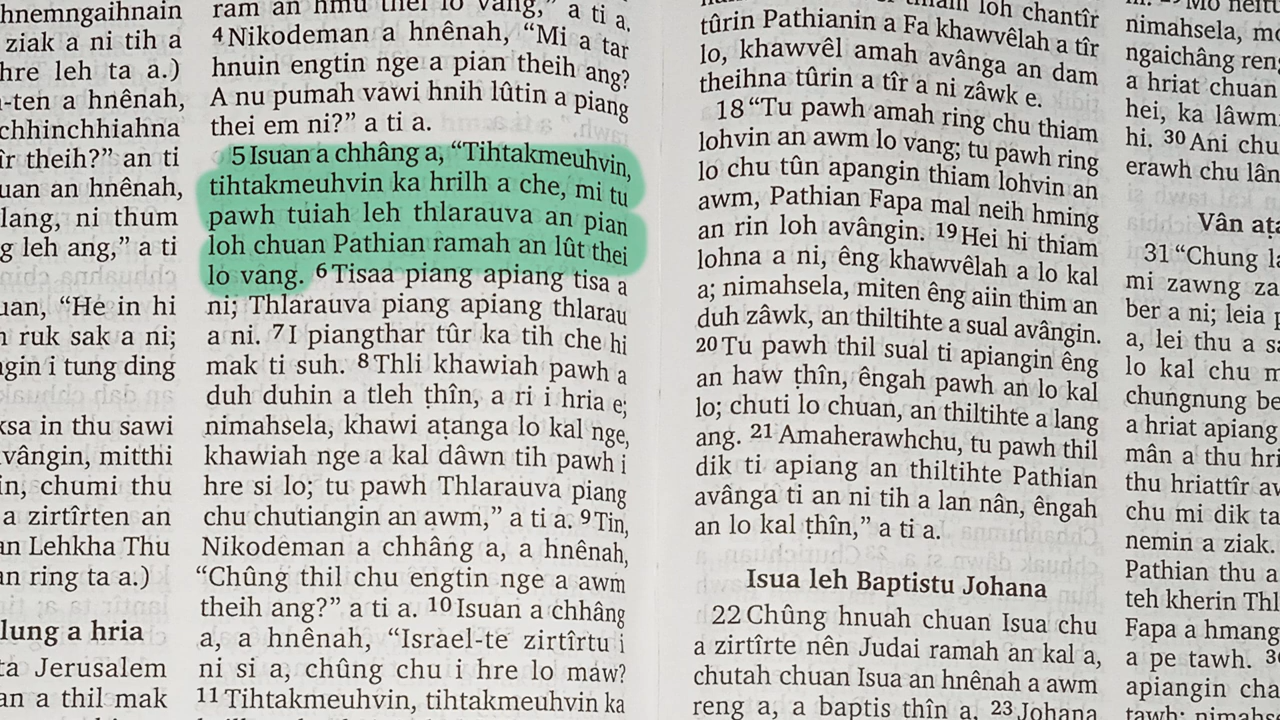 hnemngaihnain
ziak a ni tih a
hre leh ta a.)
-ten a hnênah,
chhinchhiahna
îr theih?” an ti
uan an hnênah,
lang, ni thum
g leh ang,” a ti
uan, “He in hi
ruk sak a ni;
gin i tung ding
ksa in thu sawi
vângin, mitthi
in, chumi thu
a zirtîrten an
an Lehkha Thu
an ring ta a.)
lung a hria
ta Jerusalem
an a thil mak
ram an hmu thei lo vang,” a ti a.
4 Nikodeman a hnênah, “Mi a tar
hnuin engtin nge a pian theih ang?
A nu pumah vawi hnih lûtin a piang
thei em ni?” a ti a.
5 Isuan a chhâng a, “Tihtakmeuhvin,
tihtakmeuhvin ka hrilh a che, mi tu
pawh tuiah leh thlarauva an pian
loh chuan Pathian ramah an lût thei
lo vâng. 6 Tisaa piang apiang tisa a
ni; Thlarauva piang apiang thlarau
a ni. 7 I piangthar tûr ka tih che hi
mak ti suh. 8 Thli khawiah pawh a
duh duhin a tleh ṭhîn, a ri i hria e;
nimahsela, khawi aṭanga lo kal nge,
khawiah nge a kal dâwn tih pawh i
hre si lo; tu pawh Thlarauva piang
chu chutiangin an awm,” a ti a. 9 Tin,
Nikodeman a chhâng a, a hnênah,
“Chûng thil chu engtin nge a awm
theih ang?” a ti a. 10 Isuan a chhâng
a, a hnênah, “Israel-te zirtîrtu i
ni si a, chûng chu i hre lo maw?
11 Tihtakmeuhvin, tihtakmeuhvin ka
loh chantîr
tûrin Pathianin a Fa khawvêlah a tîr
lo, khawvêl amah avânga an dam
theihna tûrin a tîr a ni zâwk e.
18 “Tu pawh amah ring chu thiam
lohvin an awm lo vang; tu pawh ring
lo chu tûn apangin thiam lohvin an
awm, Pathian Fapa mal neih hming
an rin loh avângin. 19 Hei hi thiam
lohna a ni, êng khawvêlah a lo kal
a; nimahsela, miten êng aiin thim an
duh zâwk, an thiltihte a sual avângin.
20 Tu pawh thil sual ti apiangin êng
an haw ṭhîn, êngah pawh an lo kal
lo; chuti lo chuan, an thiltihte a lang
ang. 21 Amaherawhchu, tu pawh thil
dik ti apiang an thiltihte Pathian
avânga ti an ni tih a lan nân, êngah
an lo kal thîn,” a ti a.
Isua leh Baptistu Johana
22 Chûng hnuah chuan Isua chu
a zirtîrte nên Judai ramah an kal a,
chutah chuan Isua an hnênah a awm
reng a, a baptis thîn a. 23 Johana
nimahsela,
ngaichâng
a hriat chuan
hei, ka lâwm
hi. 30 Ani chu
erawh chu lân
Vân
31 “Chung
mi zawng
ber a ni; leia
a, lei thu a
lo kal chu
chungnung
a hriat apiang
mân a thu
thu hriattîr
chu mi dik ta
nemin a ziak.
Pathian thu a
teh kherin
Fapa a
a pe tawh.
apiangin
tawh;